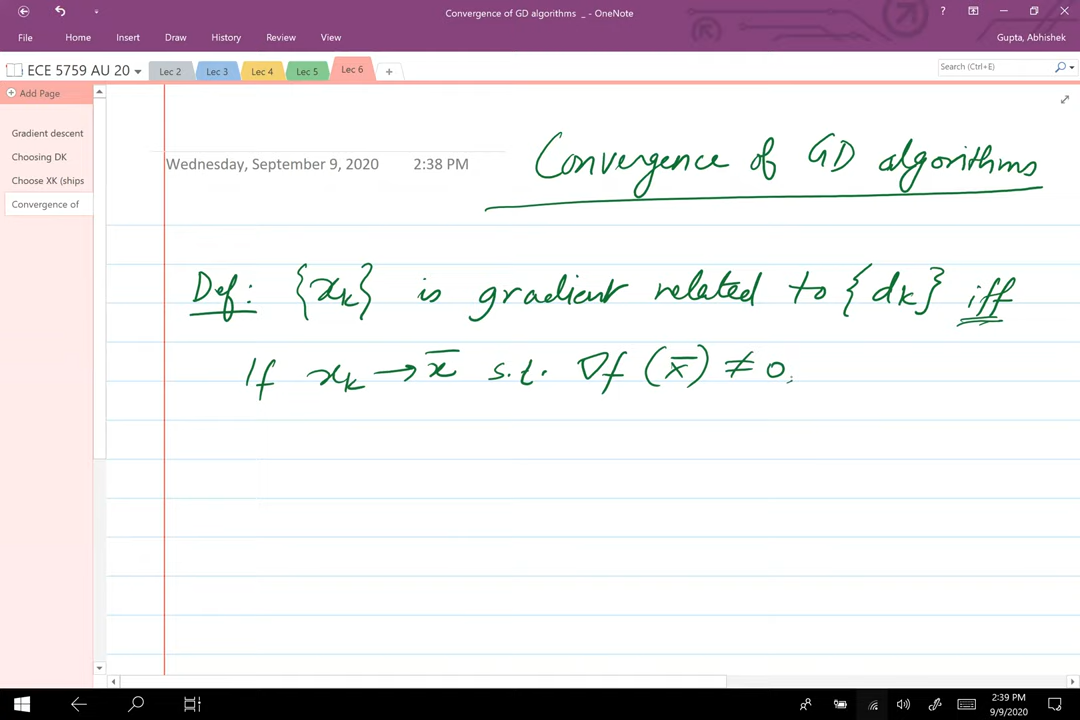 Convergence of GD algorithms _ - OneNote
?
File Home Insert Draw History Review View
Gupta, Abhishek
ECE 5759 AU 20
Lec 2 Lec 3 Lec 4 Lec 5 Lec 6 +
Search (Ctrl+E)
Add Page
Gradient descent
Choosing DK
Choose XK (ships
Convergence of
Wednesday, September 9, 2020 2:38 PM
Convergence of GD algorithms
Def: {xₖ} is gradient related to {dₖ} iff
If xₖ → x̄ s.t. ∇f (x̄) ≠ 0,
2:39 PM
9/9/2020